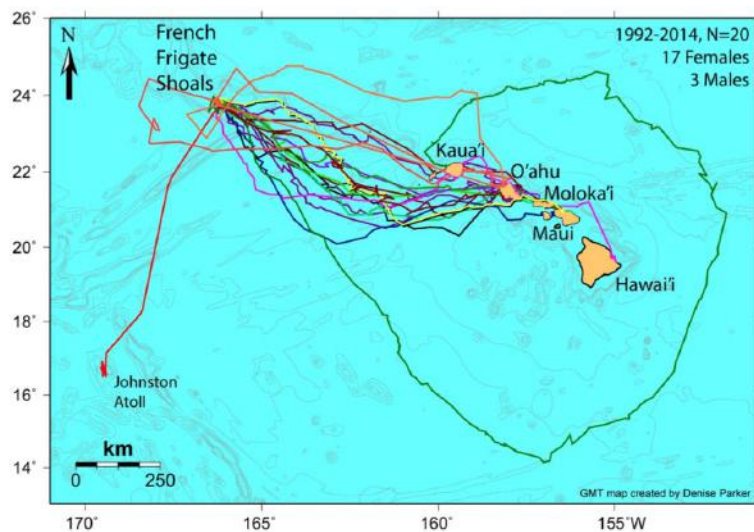 26˚
24˚
22˚
20˚
18˚
16˚
14˚
170˚
165˚
160˚
155˚W
N
French
Frigate
Shoals
1992-2014, N=20
17 Females
3 Males
Kaua'i
O'ahu
Moloka'i
Maui
Hawai'i
Johnston
Atoll
km
0 250
GMT map created by Denise Parker